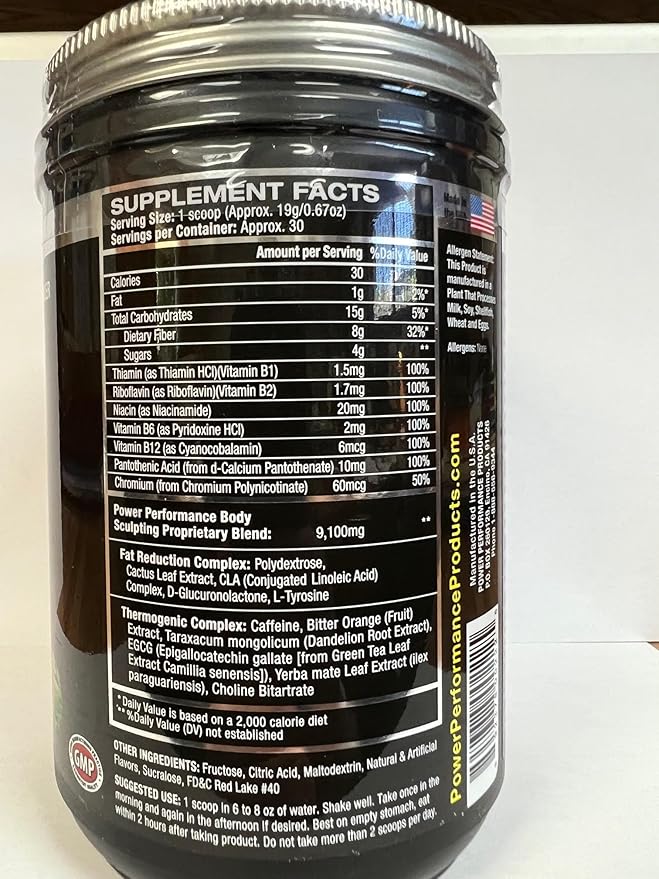 SUPPLEMENT FACTS
Serving Size: 1 scoop (Approx. 19g/0.67oz)
Servings per Container: Approx. 30
Amount per Serving %Daily Value
Calories 30
Fat 1g 2%*
Total Carbohydrates 15g 5%*
Dietary Fiber 8g 32%*
Sugars 4g **
Thiamin (as Thiamin HCI)(Vitamin B1) 1.5mg 100%
Riboflavin (as Riboflavin)(Vitamin B2) 1.7mg 100%
Niacin (as Niacinamide) 20mg 100%
Vitamin B6 (as Pyridoxine HCI) 2mg 100%
Vitamin B12 (as Cyanocobalamin) 6mcg 100%
Pantothenic Acid (from d-Calcium Pantothenate) 10mg 100%
Chromium (from Chromium Polynicotinate) 60mcg 50%
Power Performance Body
Sculpting Proprietary Blend: 9,100mg **
Fat Reduction Complex: Polydextrose,
Cactus Leaf Extract, CLA (Conjugated Linoleic Acid)
Complex, D-Glucuronolactone, L-Tyrosine
Thermogenic Complex: Caffeine, Bitter Orange (Fruit)
Extract, Taraxacum mongolicum (Dandelion Root Extract),
EGCG (Epigallocatechin gallate [from Green Tea Leaf
Extract Camillia senensis]), Yerba mate Leaf Extract (ilex
paraguariensis), Choline Bitartrate
* Daily Value is based on a 2,000 calorie diet
** %Daily Value (DV) not established
OTHER INGREDIENTS: Fructose, Citric Acid, Maltodextrin, Natural & Artificial
Flavors, Sucralose, FD&C Red Lake #40
SUGGESTED USE: 1 scoop in 6 to 8 oz of water. Shake well. Take once in the
morning and again in the afternoon if desired. Best on empty stomach, eat
within 2 hours after taking product. Do not take more than 2 scoops per day.
GMP
Made in
the
Allergen Statement:
This Product is
manufactured in a
Plant That Processes
Milk, Soy, Shellfish,
Wheat and Eggs.
Allergens: None
PowerPerformanceProducts.com
Manufactured in the U.S.A.
POWER PERFORMANCE PRODUCTS
P.O. BOX 260126, Encino, CA 91426